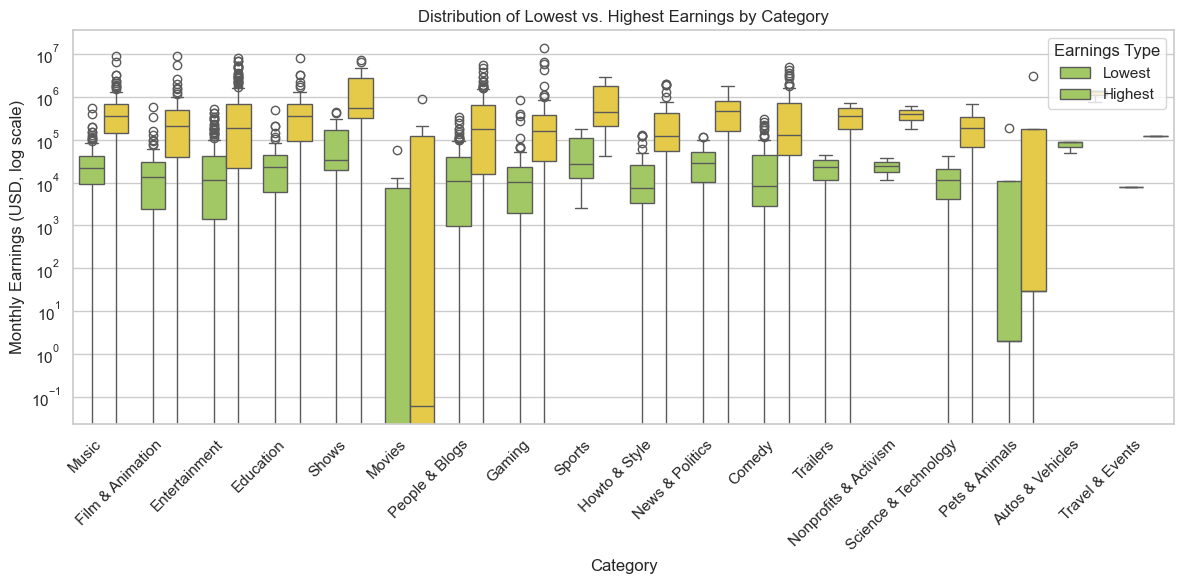 Distribution of Lowest vs. Highest Earnings by Category
Monthly Earnings (USD, log scale)
10^7
10^6
10^5
10^4
10^3
10^2
10^1
10^0
10^−1
Earnings Type
Lowest
Highest
Music
Film & Animation
Entertainment
Education
Shows
Movies
People & Blogs
Gaming
Sports
Howto & Style
News & Politics
Comedy
Trailers
Nonprofits & Activism
Science & Technology
Pets & Animals
Autos & Vehicles
Travel & Events
Category